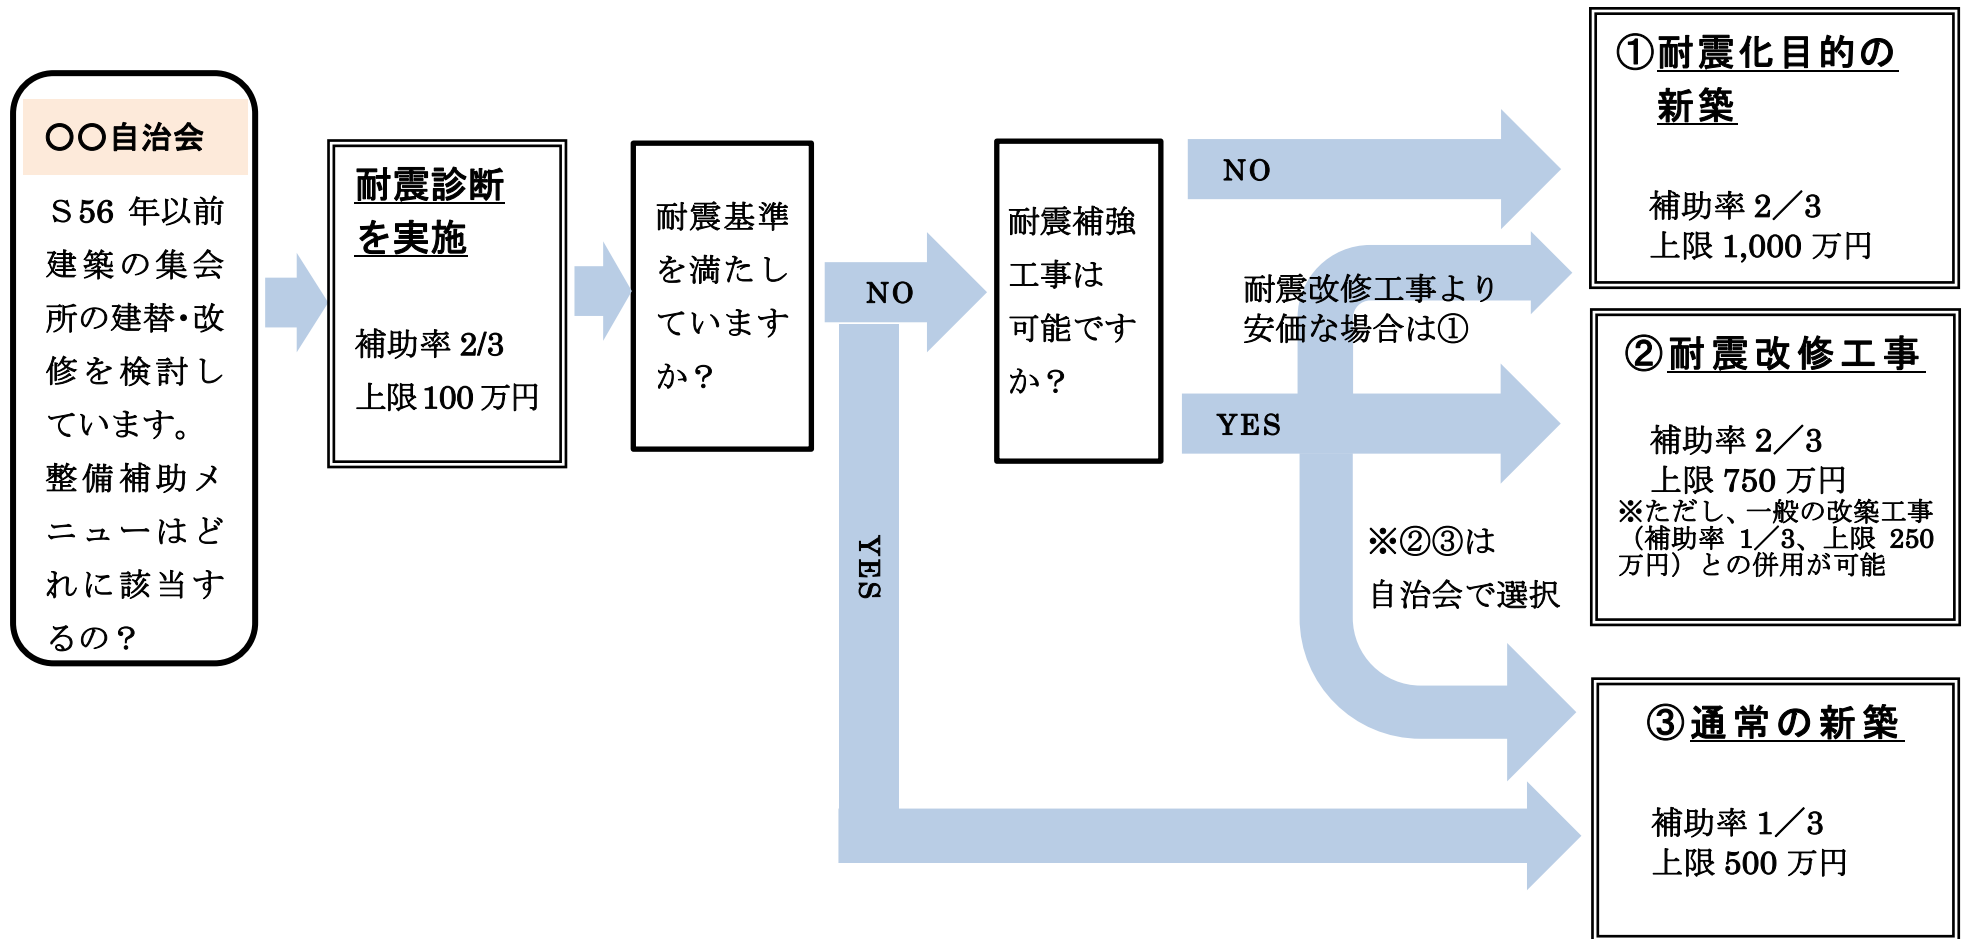 〇〇自治会
Ｓ56 年以前
建築の集会
所の建替・改
修を検討し
ています。
整備補助メ
ニューはど
れに該当す
るの？
耐震診断
を実施
補助率 2/3
上限 100 万円
耐震基準
を満たし
ています
か？
NO
YES
耐震補強
工事は
可能です
か？
NO
耐震改修工事より
安価な場合は①
YES
※②③は
自治会で選択
①耐震化目的の
新築
補助率 2／3
上限 1,000 万円
②耐震改修工事
補助率 2／3
上限 750 万円
※ただし、一般の改築工事
（補助率 1／3、上限 250
万円）との併用が可能
③通常の新築
補助率 1／3
上限 500 万円